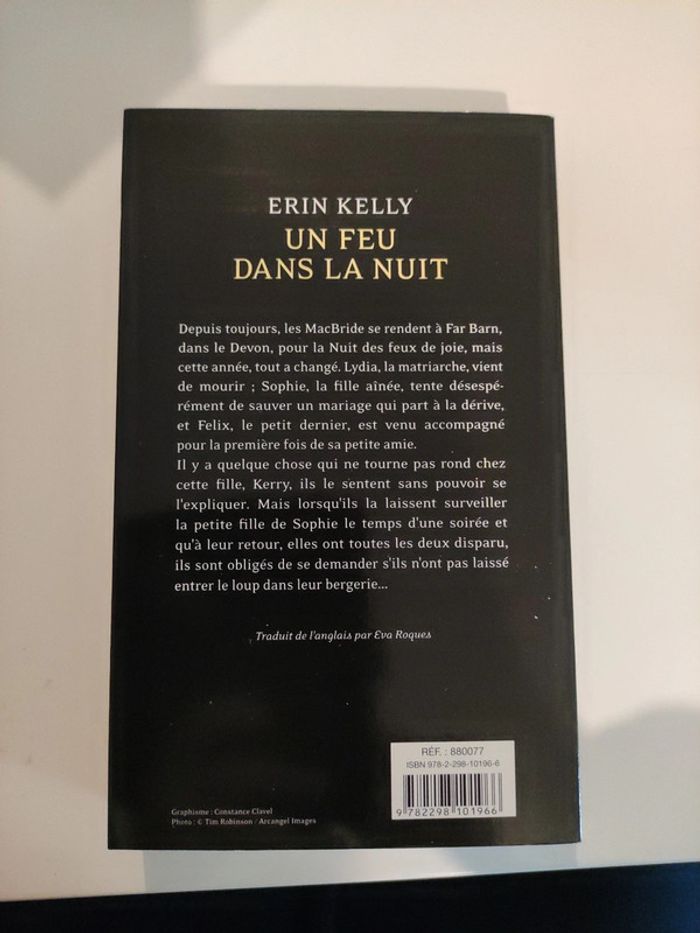 ERIN KELLY
UN FEU
DANS LA NUIT
Depuis toujours, les MacBride se rendent à Far Barn,
dans le Devon, pour la Nuit des feux de joie, mais
cette année, tout a changé. Lydia, la matriarche, vient
de mourir ; Sophie, la fille aînée, tente désespé-
rément de sauver un mariage qui part à la dérive,
et Felix, le petit dernier, est venu accompagné
pour la première fois de sa petite amie.
Il y a quelque chose qui ne tourne pas rond chez
cette fille, Kerry, ils le sentent sans pouvoir se
l'expliquer. Mais lorsqu'ils la laissent surveiller
la petite fille de Sophie le temps d'une soirée et
qu'à leur retour, elles ont toutes les deux disparu,
ils sont obligés de se demander s'ils n'ont pas laissé
entrer le loup dans leur bergerie...
Traduit de l'anglais par Eva Roques
RÉF. : 880077
ISBN 978-2-298-10196-6
9 782298 101966
Graphisme : Constance Clavel
Photo : © Tim Robinson / Arcangel Images